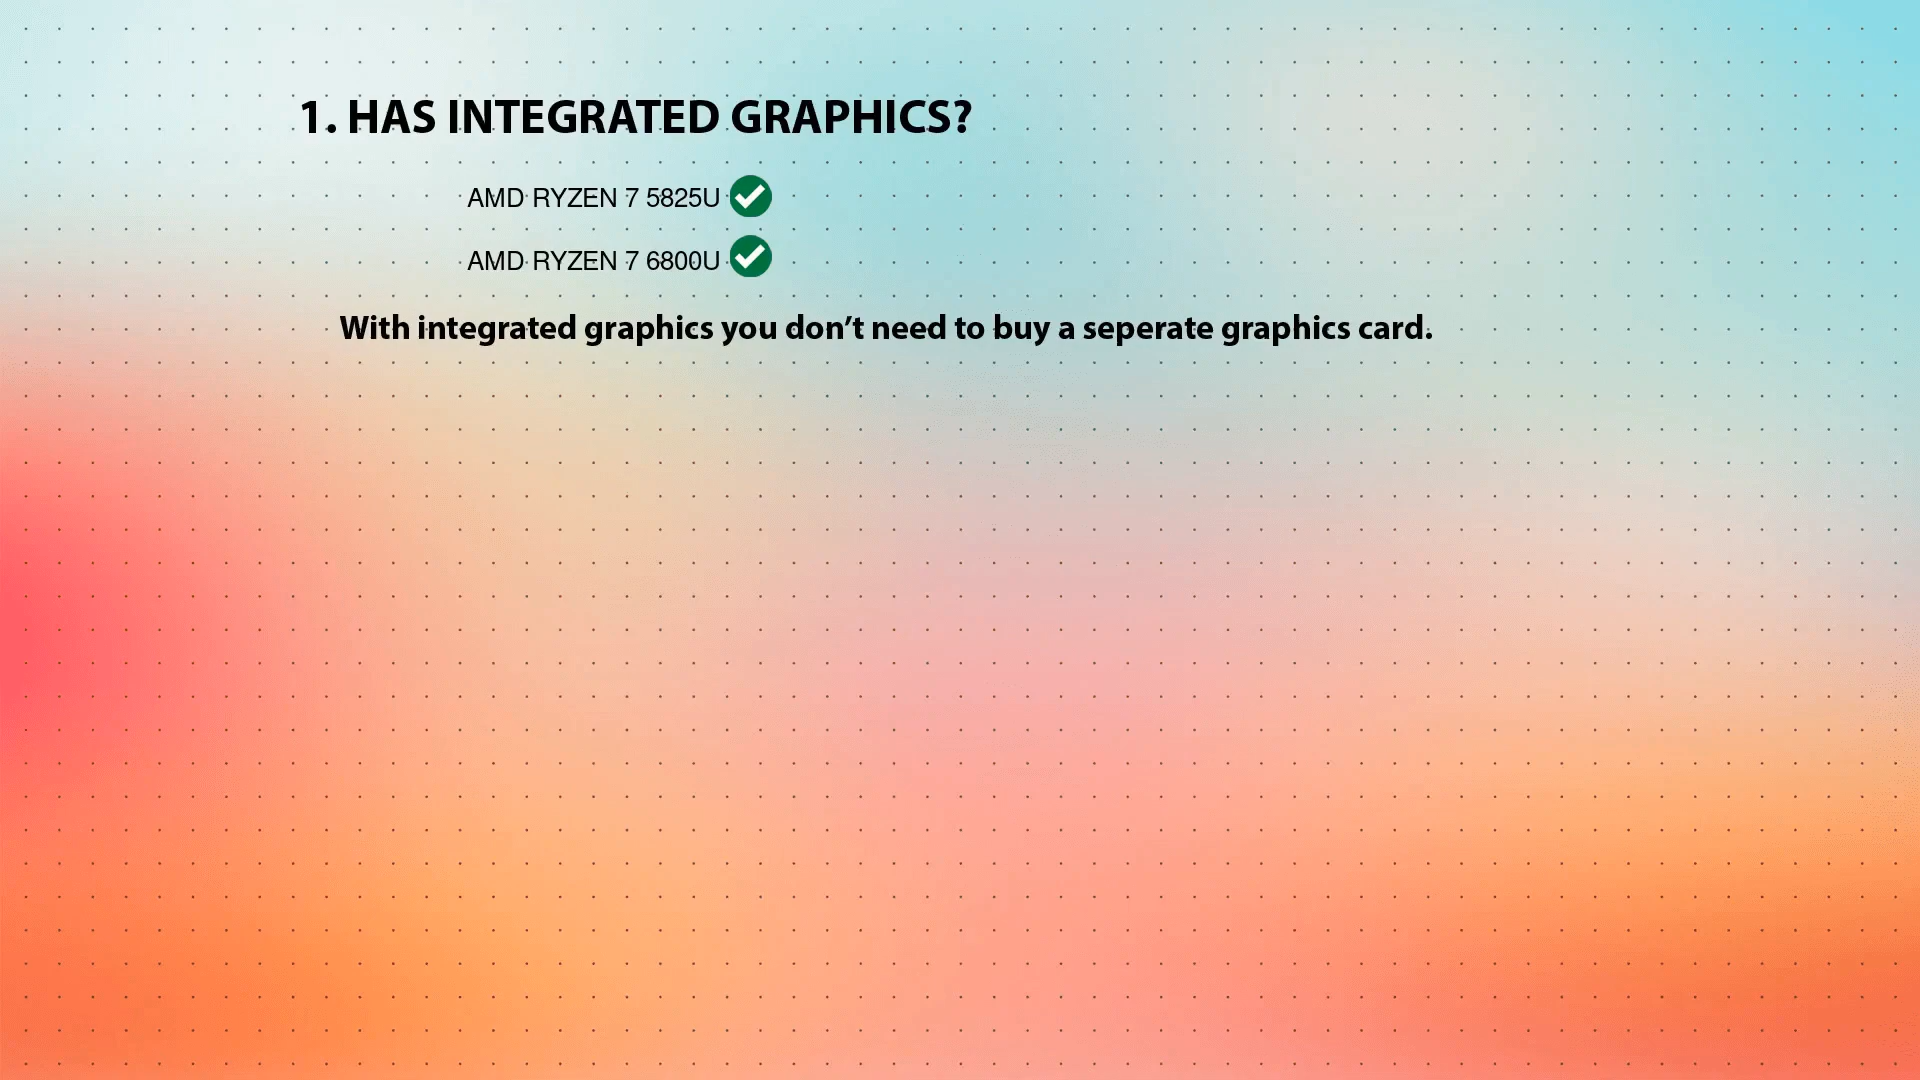 1. HAS INTEGRATED GRAPHICS?
AMD RYZEN 7 5825U
AMD RYZEN 7 6800U
With integrated graphics you don’t need to buy a seperate graphics card.